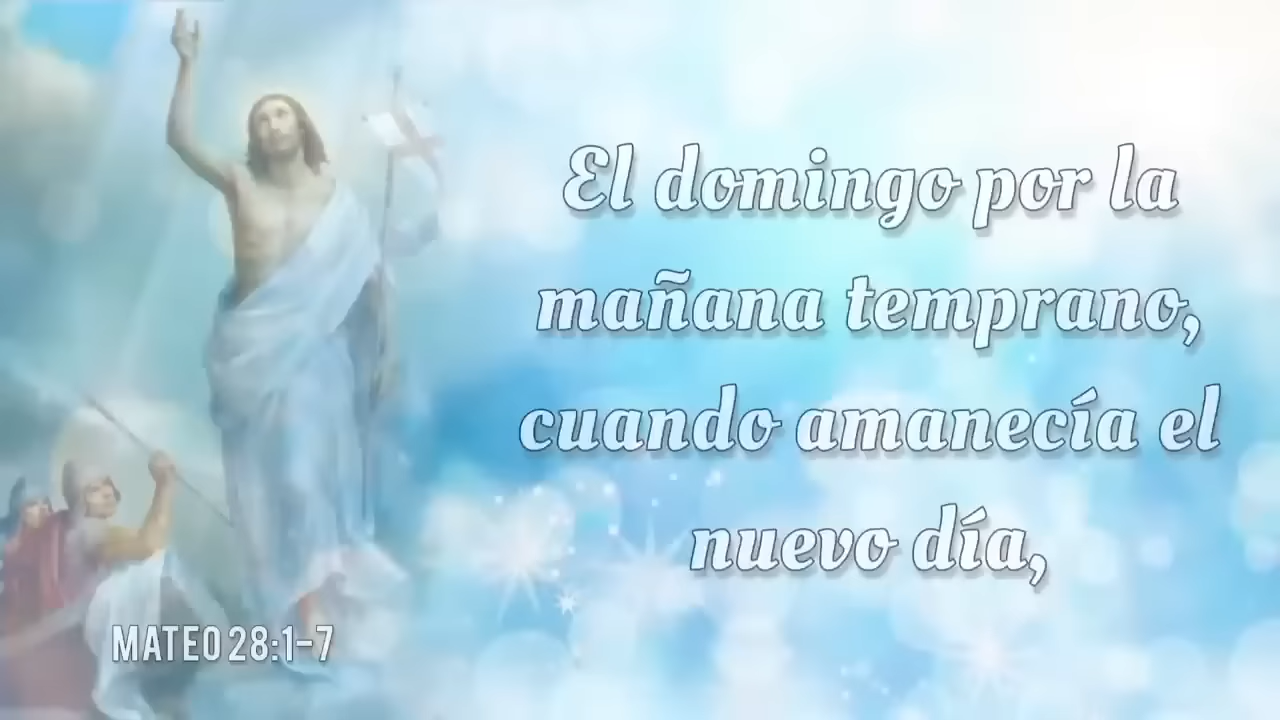 El domingo por la
mañana temprano,
cuando amanecía el
nuevo día,
MATEO 28:1-7